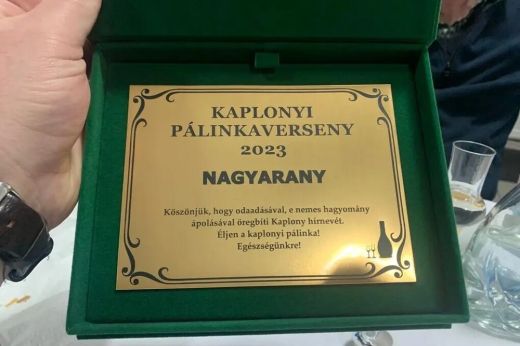 KAPLONYI
PÁLINKAVERSENY
2023
NAGYARANY
Köszönjük, hogy odaadásával, e nemes hagyomány
ápolásával öregbíti Kaplony hírnevét.
Éljen a kaplonyi pálinka!
Egészségünkre!